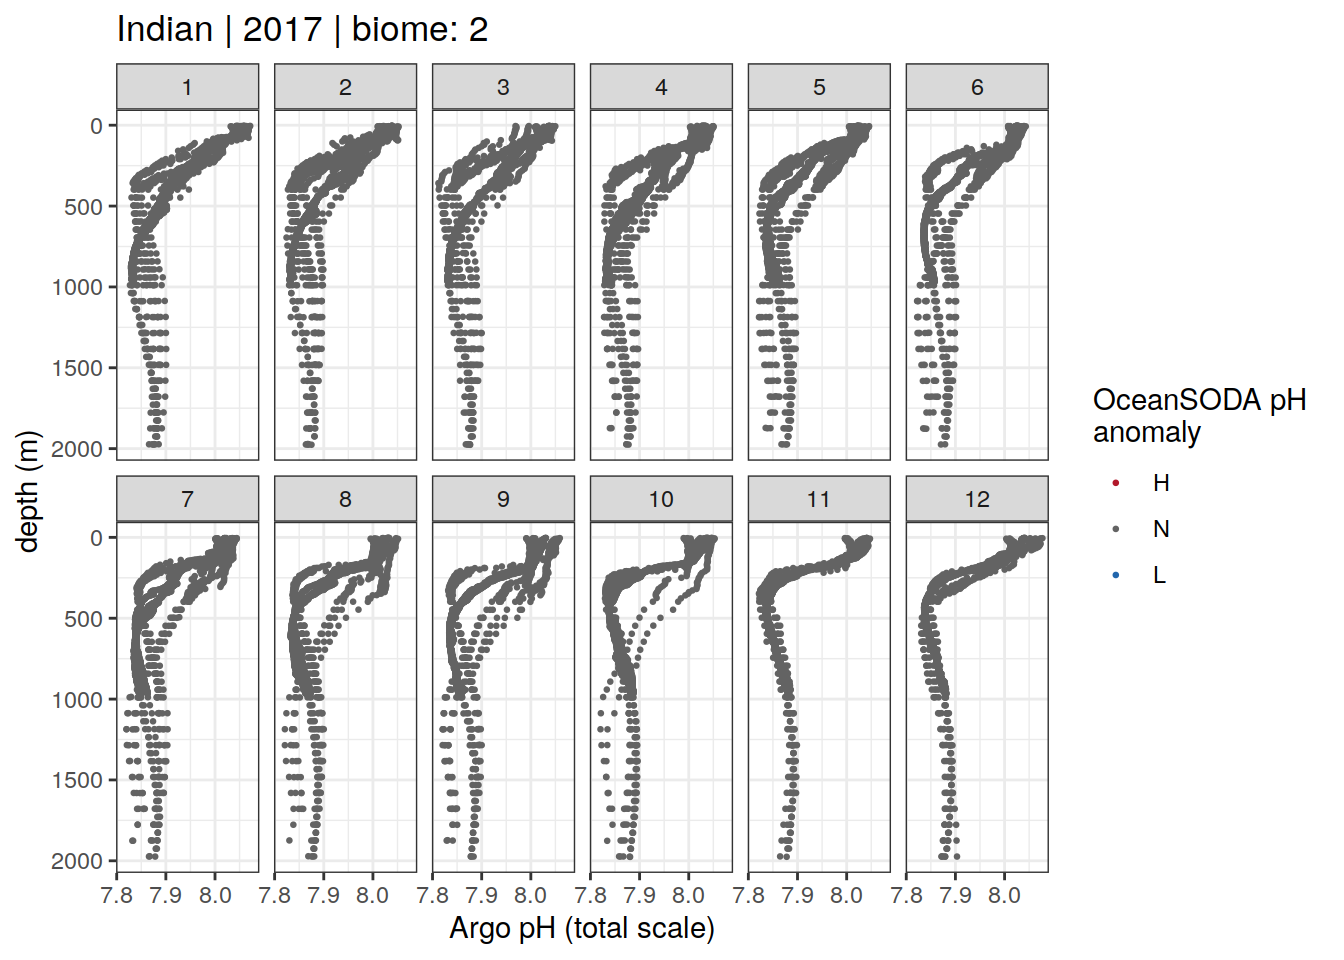 Indian | 2017 | biome: 2
1 2 3 4 5 6
0
500
1000
1500
2000
7 8 9 10 11 12
0
500
1000
1500
2000
7.8 7.9 8.0 7.8 7.9 8.0 7.8 7.9 8.0 7.8 7.9 8.0 7.8 7.9 8.0 7.8 7.9 8.0
Argo pH (total scale)
depth (m)
OceanSODA pH
anomaly
H
N
L